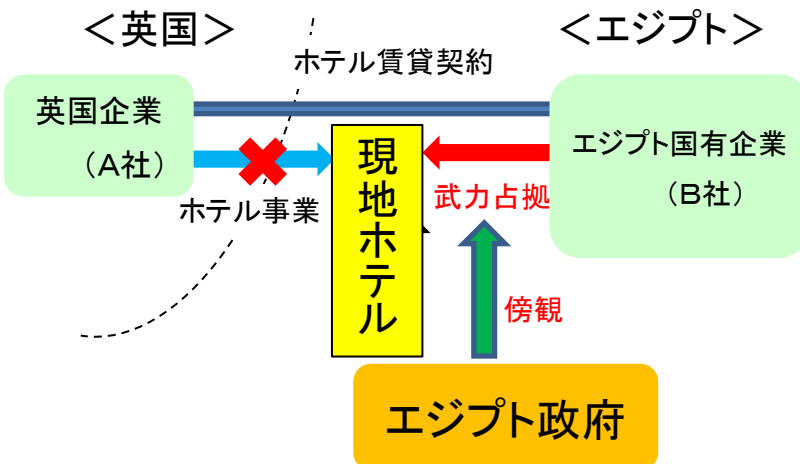 ＜英国＞
＜エジプト＞
ホテル賃貸契約
英国企業
（A社）
エジプト国有企業
（B社）
ホテル事業
現地ホテル
武力占拠
傍観
エジプト政府